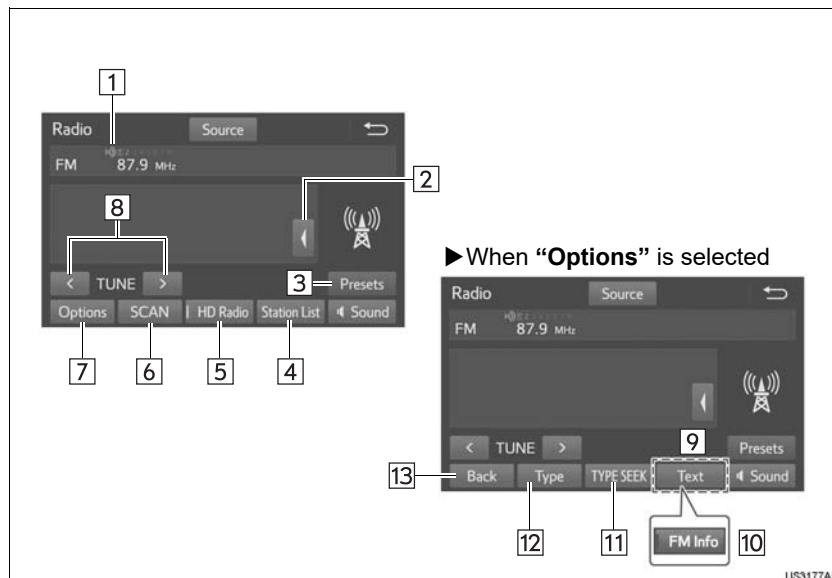 1
Radio Source
FM 87.9 MHz
2
8
< TUNE > 3 Presets
Options SCAN HD Radio Station List Sound
7 6 5 4
▶When “Options” is selected
Radio Source
FM 87.9 MHz
9
< TUNE > Presets
13 Back Type TYPE SEEK Text Sound
12 11 FM Info 10
US3177A